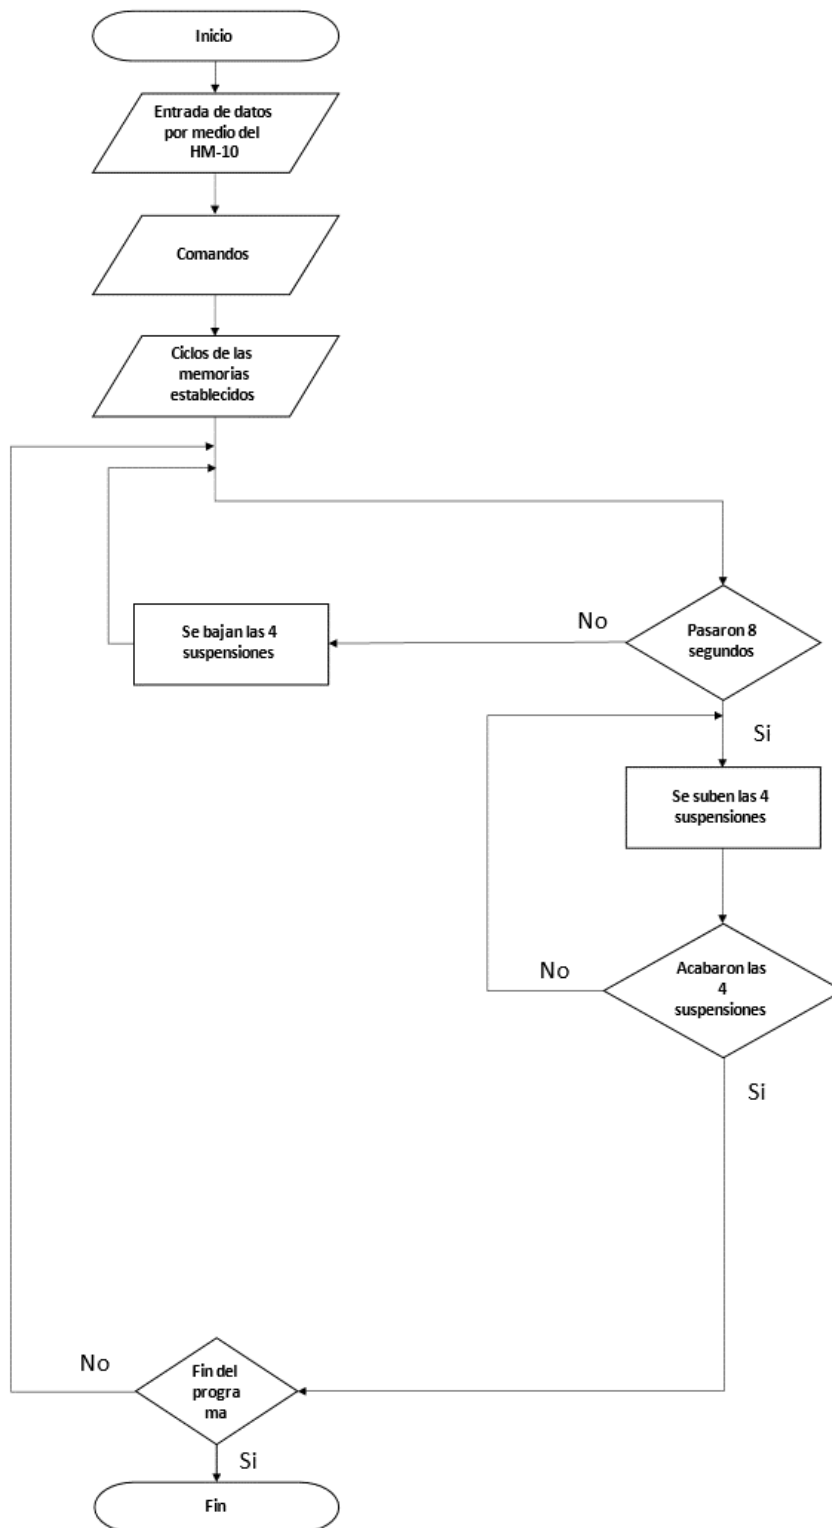 Inicio
Entrada de datos
por medio del
HM-10
Comandos
Ciclos de las
memorias
establecidos
No
Pasaron 8
segundos
Se bajan las 4
suspensiones
Si
Se suben las 4
suspensiones
No
Acabaron las
4
suspensiones
Si
No
Fin del
progra
ma
Si
Fin